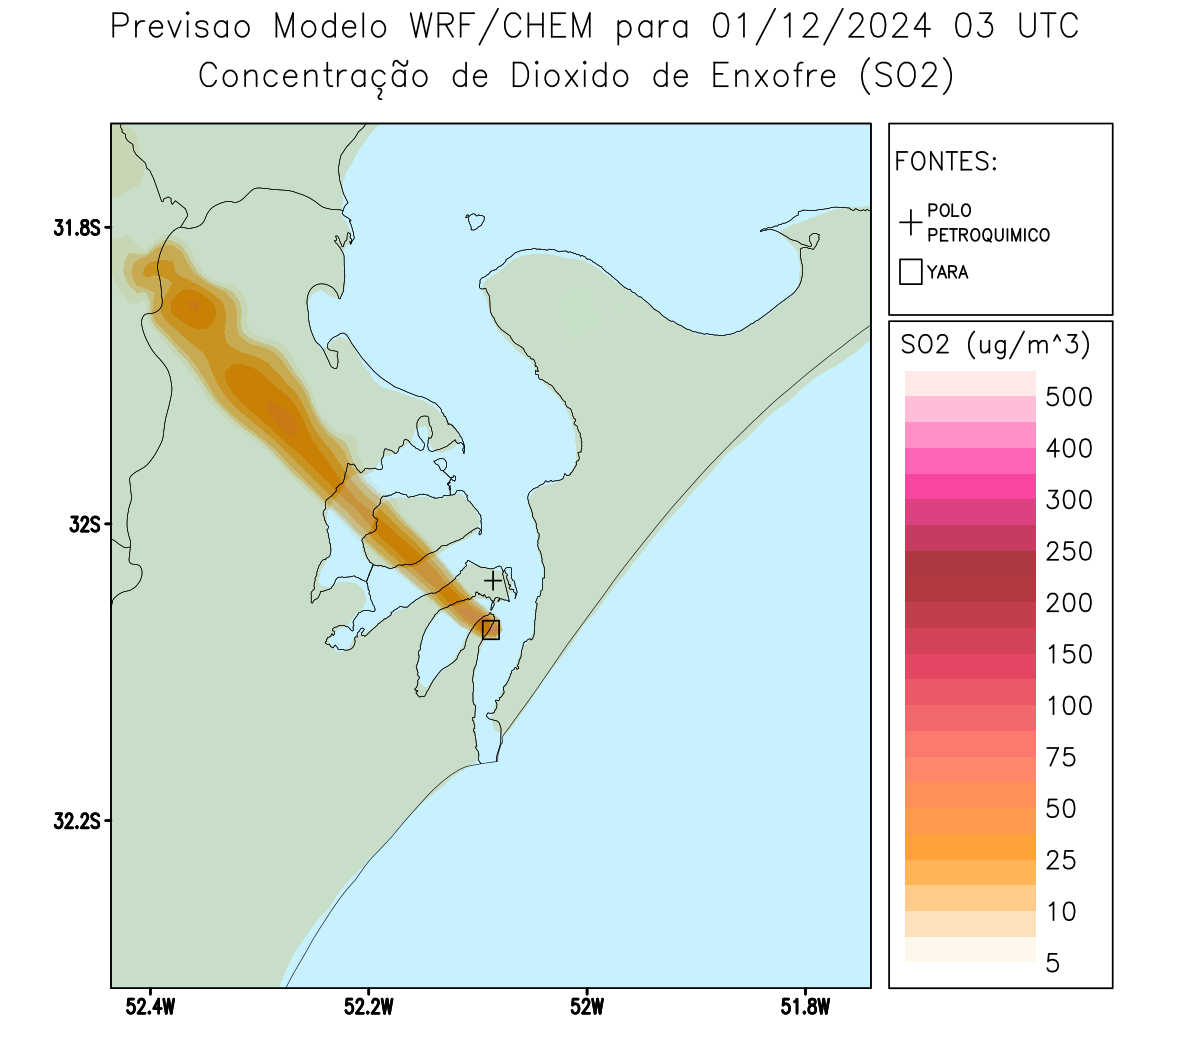 Previsao Modelo WRF/CHEM para 01/12/2024 03 UTC
Concentração de Dioxido de Enxofre (SO2)
FONTES:
POLO
PETROQUIMICO
YARA
SO2 (ug/m^3)
500
400
300
250
200
150
100
75
50
25
10
5
31.8S
32S
32.2S
52.4W
52.2W
52W
51.8W